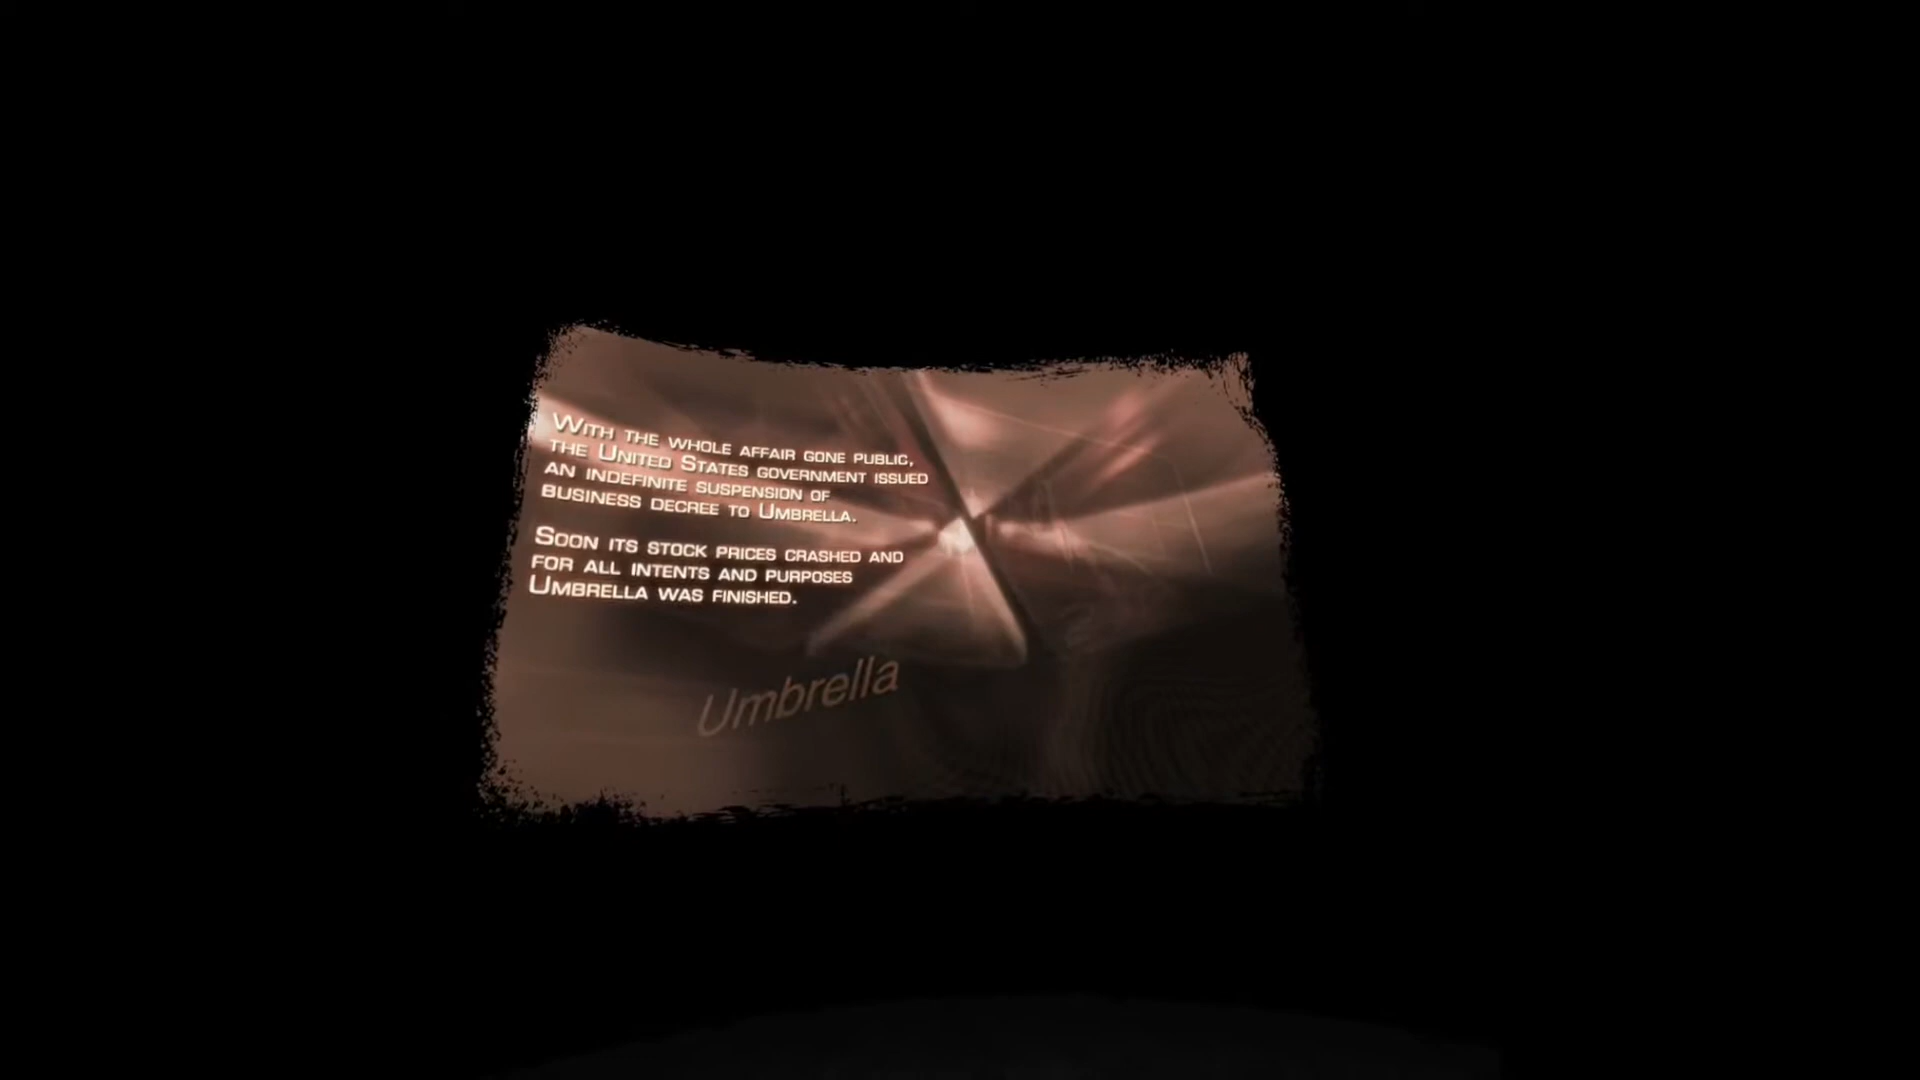 With the whole affair gone public,
the United States government issued
an indefinite suspension of
business decree to Umbrella.
Soon its stock prices crashed and
for all intents and purposes
Umbrella was finished.
Umbrella